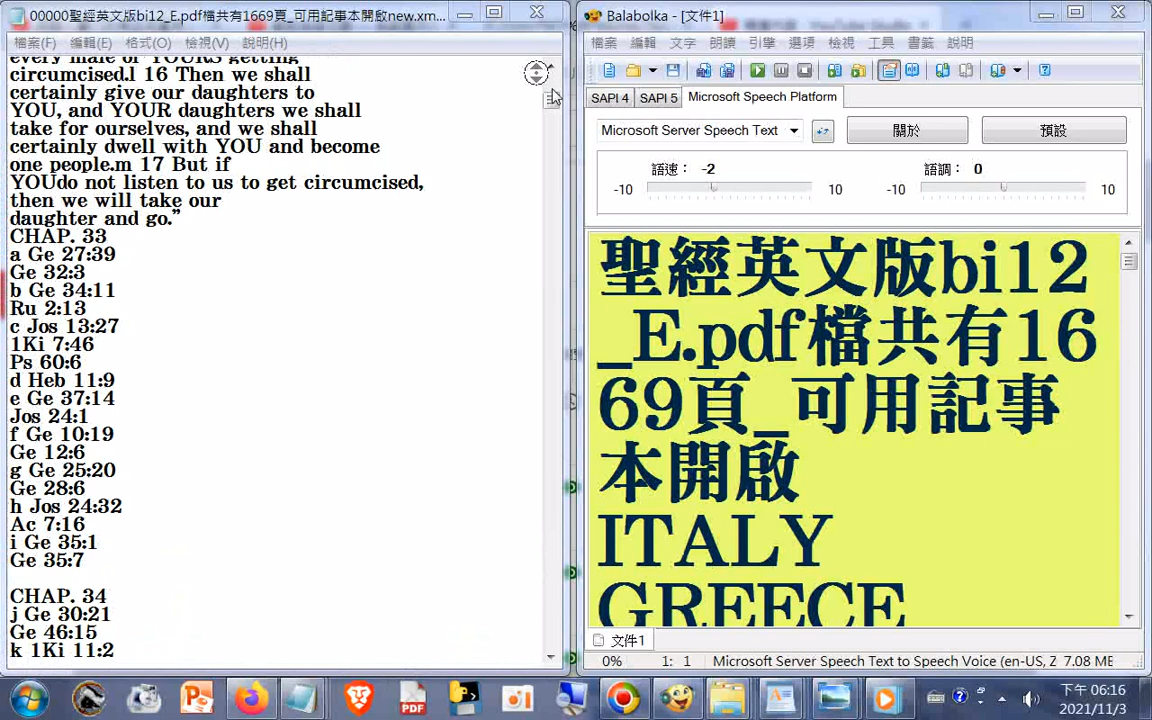 00000聖經英文版bi12_E.pdf檔共有1669頁_可用記事本開啟new.xm...
檔案(F) 編輯(E) 格式(O) 檢視(V) 說明(H)
every male of YOURS getting
circumcised.l 16 Then we shall
certainly give our daughters to
YOU, and YOUR daughters we shall
take for ourselves, and we shall
certainly dwell with YOU and become
one people.m 17 But if
YOUdo not listen to us to get circumcised,
then we will take our
daughter and go.”
CHAP. 33
a Ge 27:39
Ge 32:3
b Ge 34:11
Ru 2:13
c Jos 13:27
1Ki 7:46
Ps 60:6
d Heb 11:9
e Ge 37:14
Jos 24:1
f Ge 10:19
Ge 12:6
g Ge 25:20
Ge 28:6
h Jos 24:32
Ac 7:16
i Ge 35:1
Ge 35:7
CHAP. 34
j Ge 30:21
Ge 46:15
k 1Ki 11:2
Balabolka - [文件1]
檔案 編輯 文字 朗讀 引擎 選項 檢視 工具 書籤 說明
SAPI 4 SAPI 5 Microsoft Speech Platform
Microsoft Server Speech Text 關於 預設
語速： -2 語調： 0
-10 10 -10 10
聖經英文版bi12
_E.pdf檔共有16
69頁_可用記事
本開啟
ITALY
GREECE
文件1
0% 1: 1 Microsoft Server Speech Text to Speech Voice (en-US, Z 7.08 ME
PDF
下午 06:16
2021/11/3